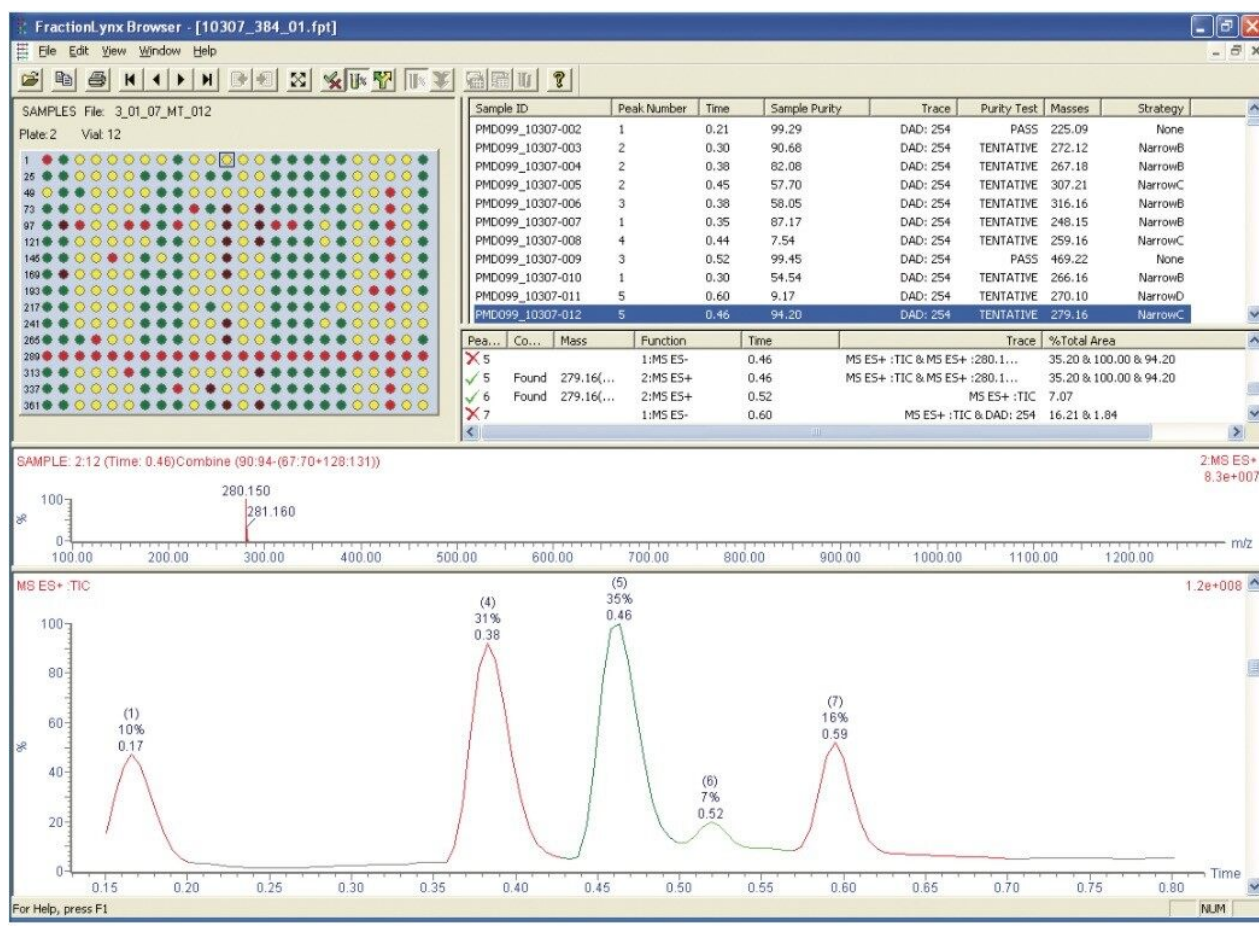 FractionLynx Browser - [10307_384_01.fpt]
File Edit View Window Help
SAMPLES File: 3_01_07_MT_012
Plate:2 Vial: 12
1
25
49
73
97
121
145
169
193
217
241
265
289
313
337
361
Sample ID Peak Number Time Sample Purity Trace Purity Test Masses Strategy
PMD099_10307-002 1 0.21 99.29 DAD: 254 PASS 225.09 None
PMD099_10307-003 2 0.30 90.68 DAD: 254 TENTATIVE 272.12 NarrowB
PMD099_10307-004 2 0.38 82.08 DAD: 254 TENTATIVE 267.18 NarrowB
PMD099_10307-005 2 0.45 57.70 DAD: 254 TENTATIVE 307.21 NarrowC
PMD099_10307-006 3 0.38 58.05 DAD: 254 TENTATIVE 316.16 NarrowB
PMD099_10307-007 1 0.35 87.17 DAD: 254 TENTATIVE 248.15 NarrowB
PMD099_10307-008 4 0.44 7.54 DAD: 254 TENTATIVE 259.16 NarrowC
PMD099_10307-009 3 0.52 99.45 DAD: 254 PASS 469.22 None
PMD099_10307-010 1 0.30 54.54 DAD: 254 TENTATIVE 266.16 NarrowB
PMD099_10307-011 5 0.60 9.17 DAD: 254 TENTATIVE 270.10 NarrowD
PMD099_10307-012 5 0.46 94.20 DAD: 254 TENTATIVE 279.16 NarrowC
Pea... Co... Mass Function Time Trace %Total Area
5 1:MS ES- 0.46 MS ES+ :TIC & MS ES+ :280.1... 35.20 & 100.00 & 94.20
5 Found 279.16(... 2:MS ES+ 0.46 MS ES+ :TIC & MS ES+ :280.1... 35.20 & 100.00 & 94.20
6 Found 279.16(... 2:MS ES+ 0.52 MS ES+ :TIC 7.07
7 1:MS ES- 0.60 MS ES+ :TIC & DAD: 254 16.21 & 1.84
SAMPLE: 2:12 (Time: 0.46)Combine (90:94-(67:70+128:131)) 2:MS ES+
8.3e+007
280.150
281.160
100
%
0
100.00 200.00 300.00 400.00 500.00 600.00 700.00 800.00 900.00 1000.00 1100.00 1200.00 m/z
MS ES+ :TIC 1.2e+008
(1)
10%
0.17
(4)
31%
0.38
(5)
35%
0.46
(6)
7%
0.52
(7)
16%
0.59
100
80
60
%
40
20
0
0.15 0.20 0.25 0.30 0.35 0.40 0.45 0.50 0.55 0.60 0.65 0.70 0.75 0.80 Time
For Help, press F1 NUM